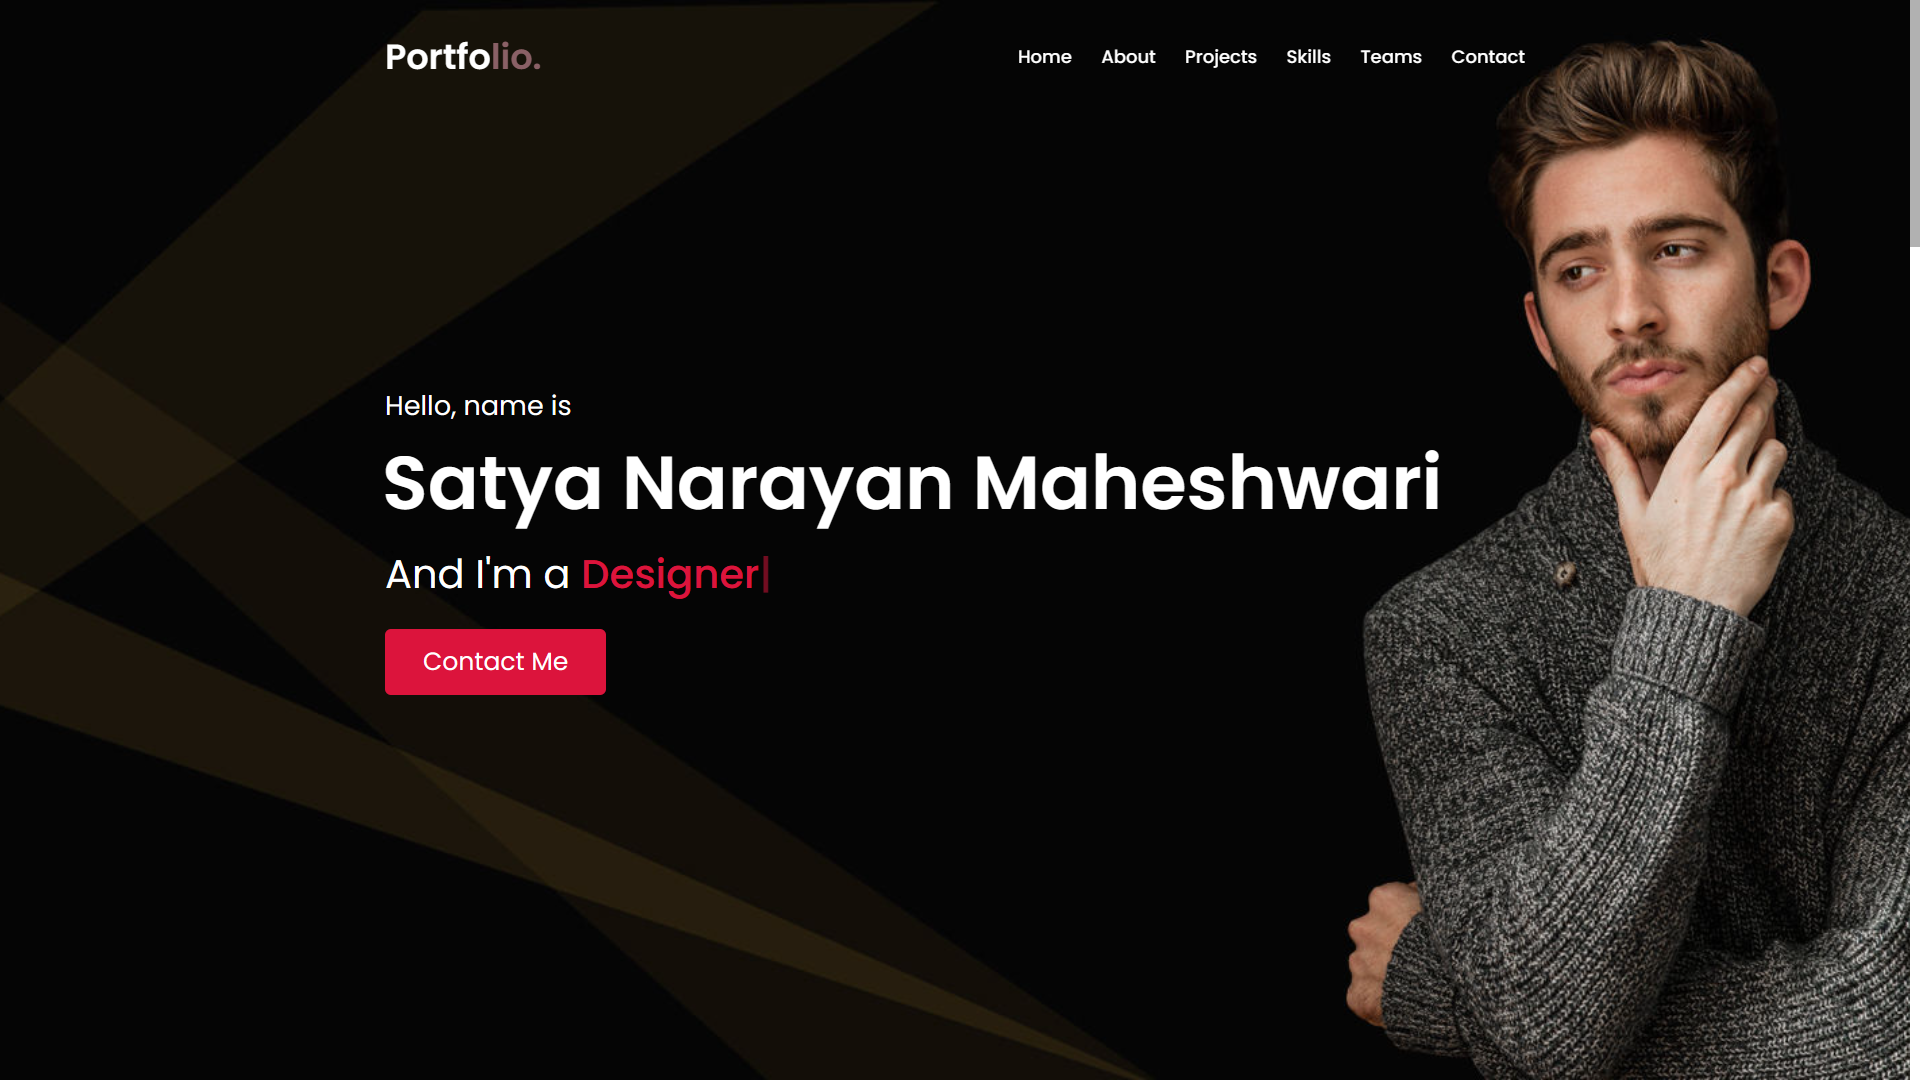 Portfolio.
Home About Projects Skills Teams Contact
Hello, name is
Satya Narayan Maheshwari
And I'm a Designer|
Contact Me